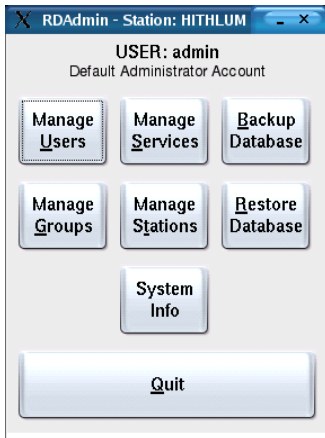 RDAdmin - Station: HITHLUM
USER: admin
Default Administrator Account
Manage Users
Manage Services
Backup Database
Manage Groups
Manage Stations
Restore Database
System Info
Quit